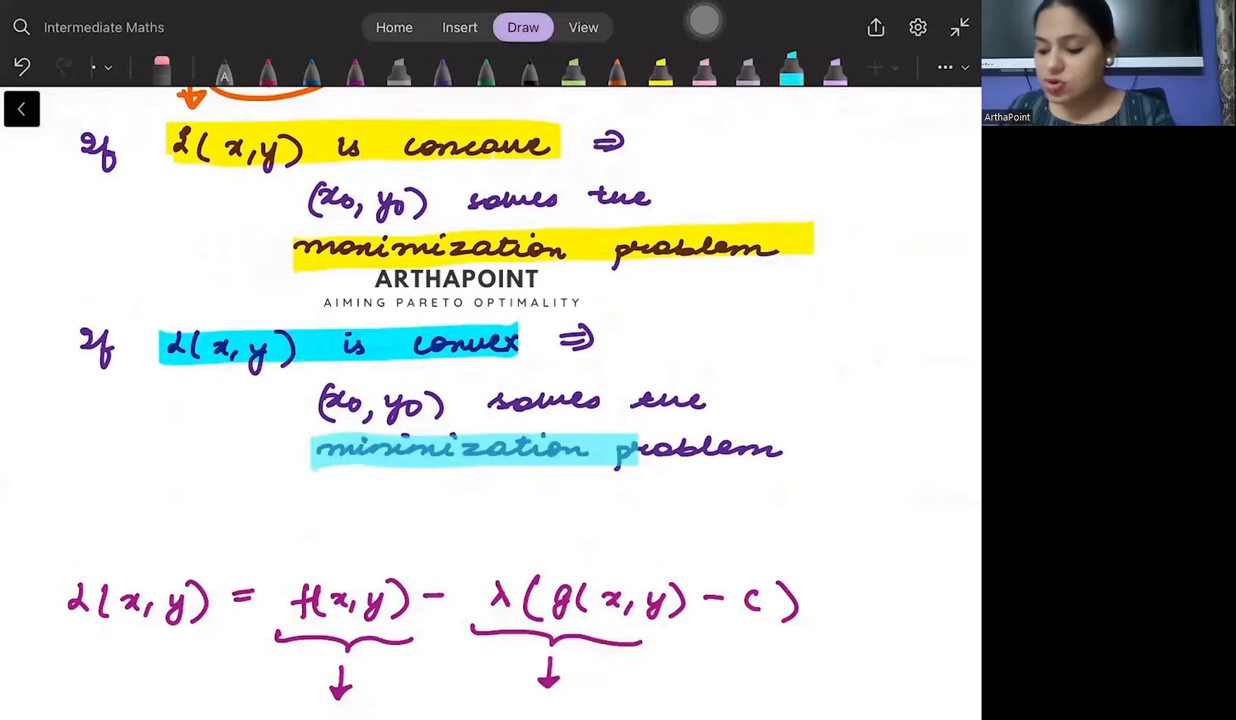 Intermediate Maths
Home Insert Draw View
A
ArthaPoint
If L(x,y) is concave ⇒
(x0, y0) solves the
maximization problem
ARTHAPOINT
AIMING PARETO OPTIMALITY
If L(x,y) is convex ⇒
(x0, y0) solves the
minimization problem
L(x,y) = f(x,y) - λ(g(x,y) - c)